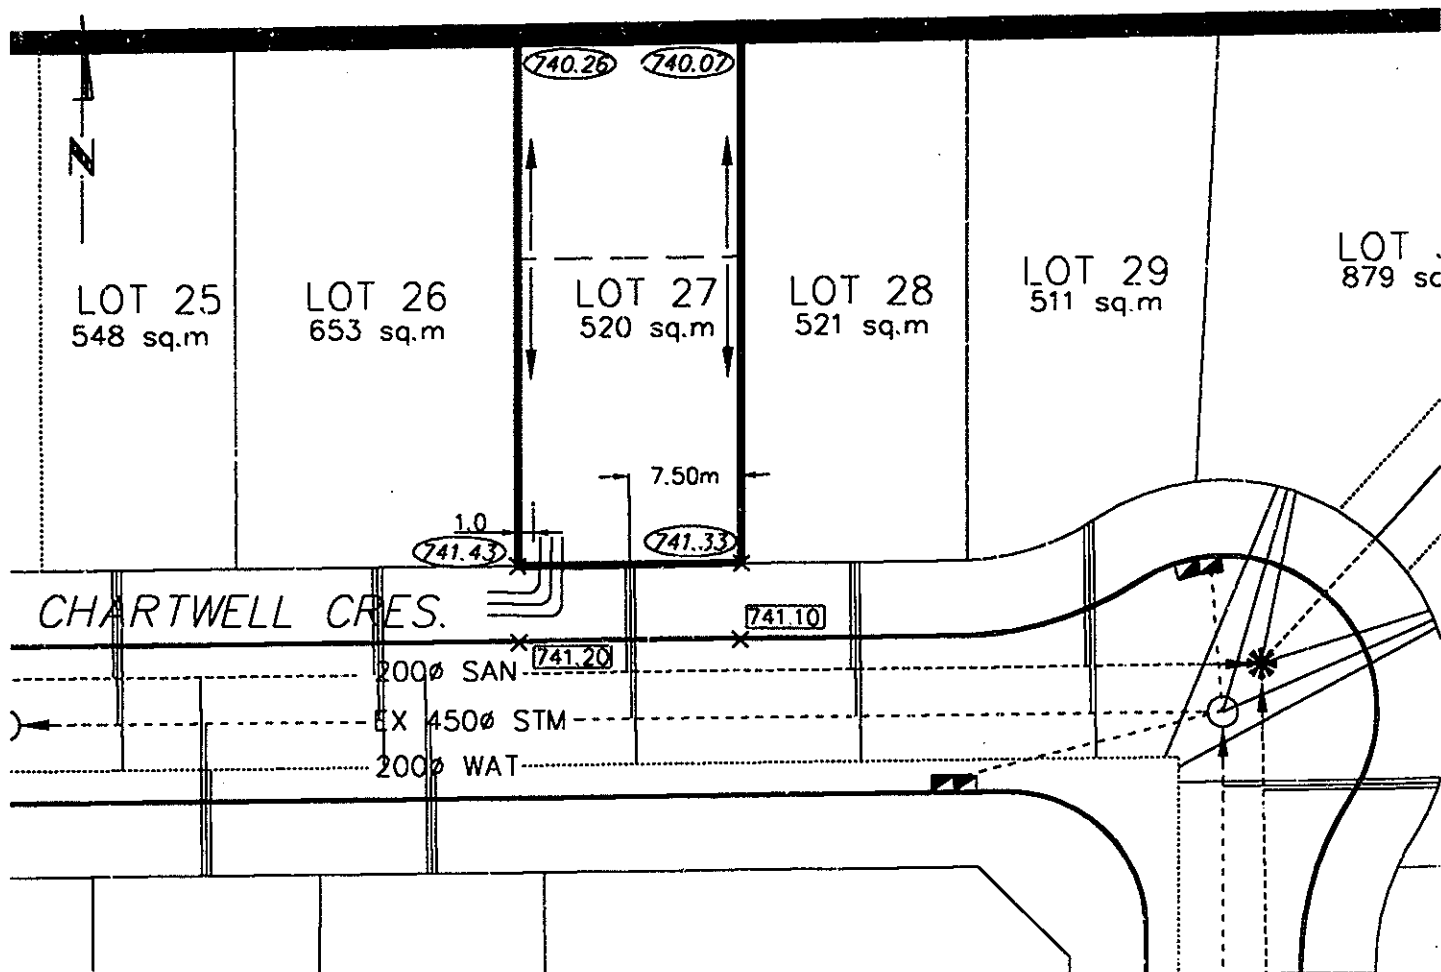 740.26 740.07
N
LOT 25
548 sq.m
LOT 26
653 sq.m
LOT 27
520 sq.m
LOT 28
521 sq.m
LOT 29
511 sq.m
LOT
879 sq
7.50m
1.0
741.43
741.33
CHARTWELL CRES.
741.10
741.20
200ø SAN
EX 450ø STM
200ø WAT